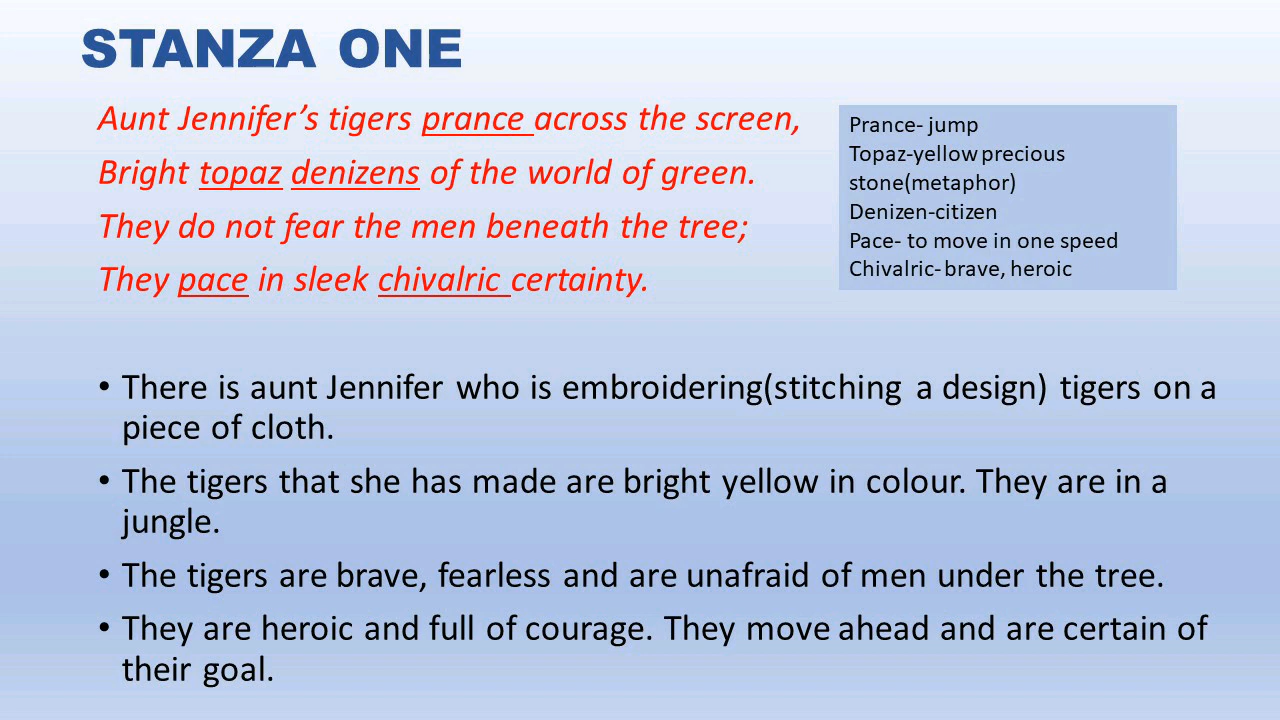 STANZA ONE
Aunt Jennifer’s tigers prance across the screen,
Bright topaz denizens of the world of green.
They do not fear the men beneath the tree;
They pace in sleek chivalric certainty.
Prance- jump
Topaz-yellow precious
stone(metaphor)
Denizen-citizen
Pace- to move in one speed
Chivalric- brave, heroic
• There is aunt Jennifer who is embroidering(stitching a design) tigers on a
piece of cloth.
• The tigers that she has made are bright yellow in colour. They are in a
jungle.
• The tigers are brave, fearless and are unafraid of men under the tree.
• They are heroic and full of courage. They move ahead and are certain of
their goal.